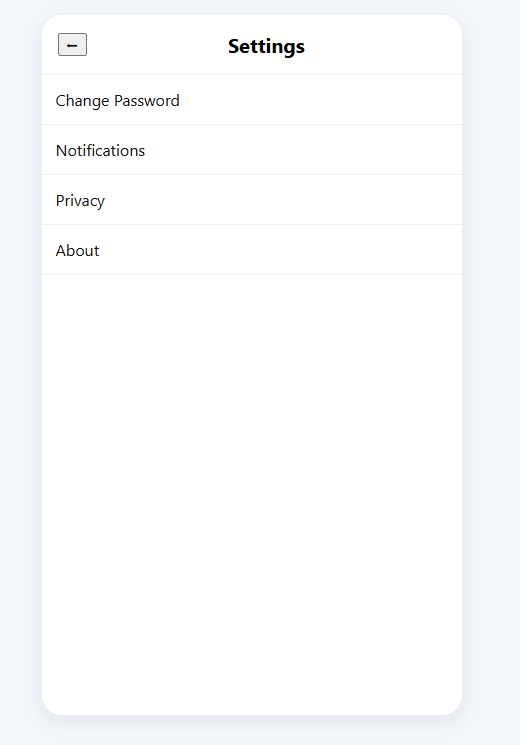 ← Settings
Change Password
Notifications
Privacy
About